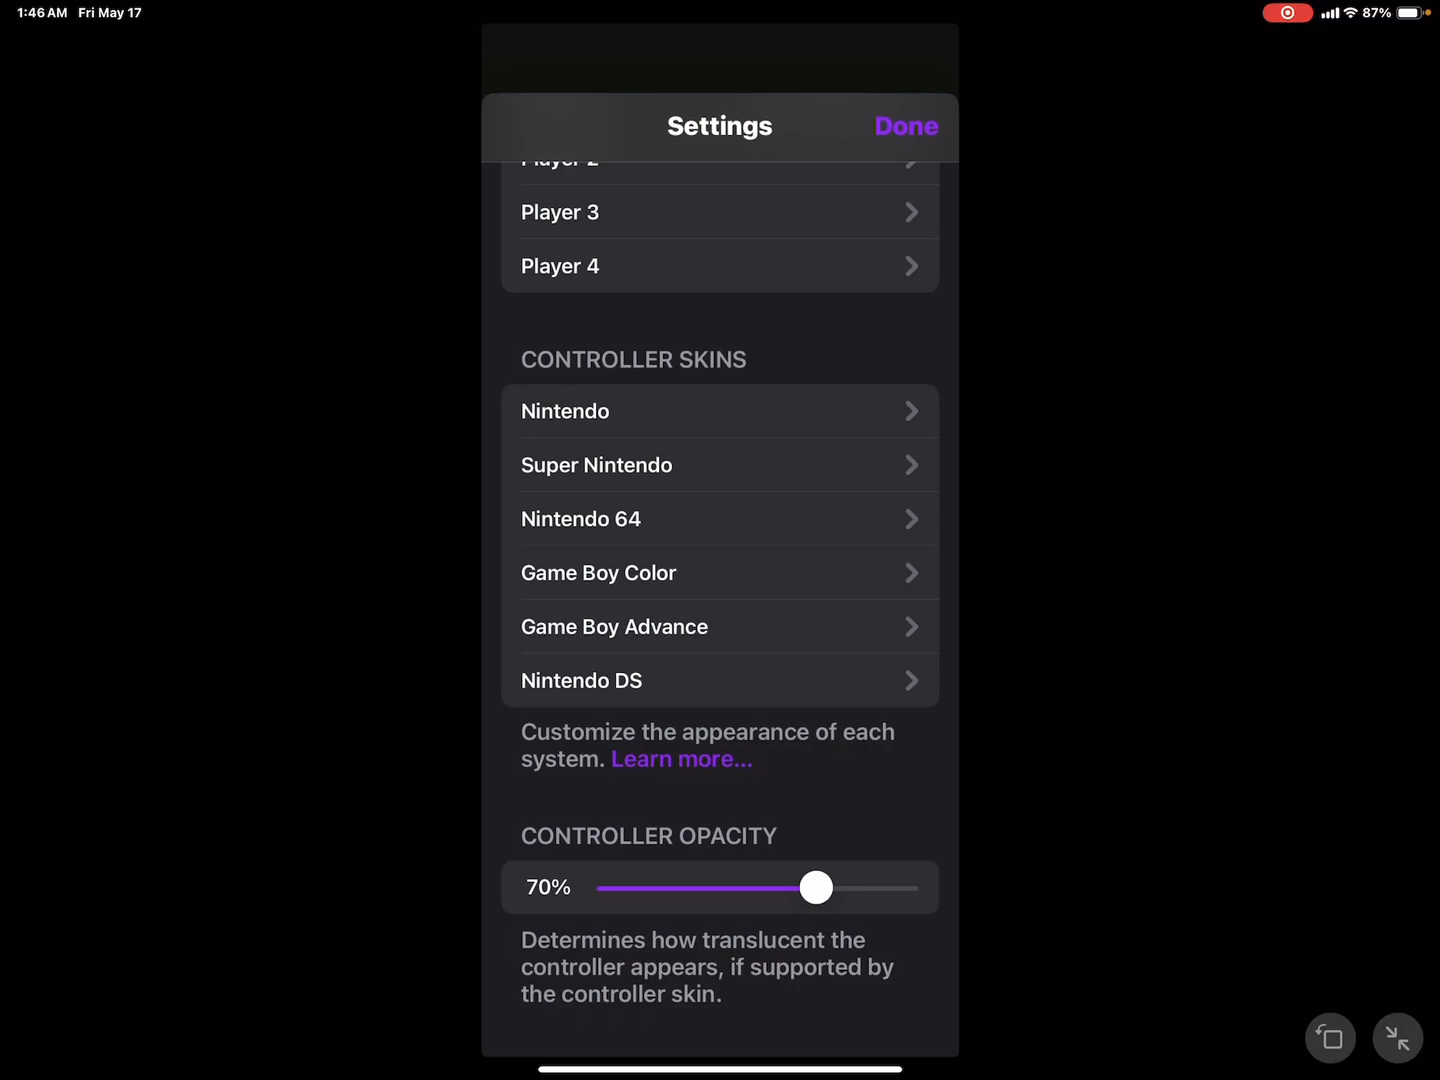 1:46 AM Fri May 17
87%
Settings
Done
Player 2
Player 3
Player 4
CONTROLLER SKINS
Nintendo
Super Nintendo
Nintendo 64
Game Boy Color
Game Boy Advance
Nintendo DS
Customize the appearance of each
system. Learn more...
CONTROLLER OPACITY
70%
Determines how translucent the
controller appears, if supported by
the controller skin.